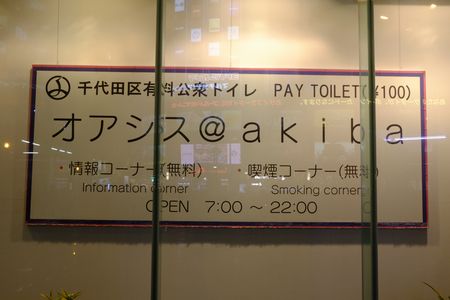 千代田区有料公衆トイレ PAY TOILET(¥100)
オアシス@akiba
・情報コーナー(無料) ・喫煙コーナー(無料)
Information corner Smoking corner
OPEN 7:00 ～ 22:00